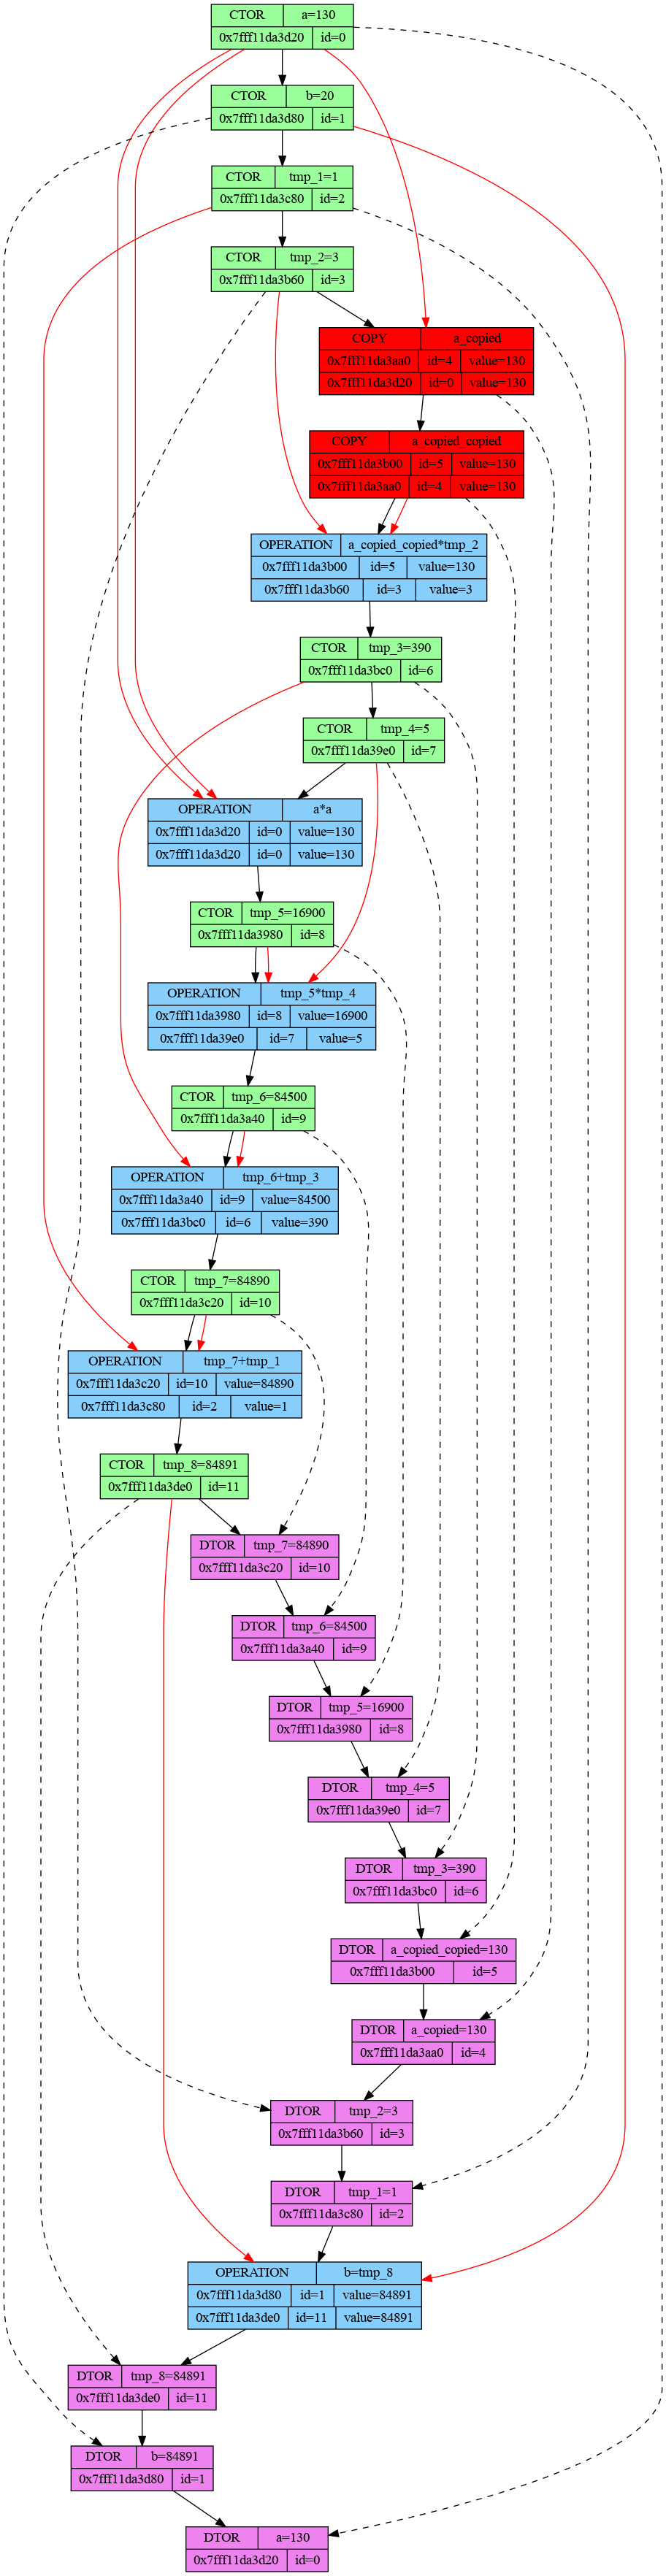 CTOR a=130
0x7fff11da3d20 id=0
CTOR b=20
0x7fff11da3d80 id=1
CTOR tmp_1=1
0x7fff11da3c80 id=2
CTOR tmp_2=3
0x7fff11da3b60 id=3
COPY a_copied
0x7fff11da3aa0 id=4 value=130
0x7fff11da3d20 id=0 value=130
COPY a_copied_copied
0x7fff11da3b00 id=5 value=130
0x7fff11da3aa0 id=4 value=130
OPERATION a_copied_copied*tmp_2
0x7fff11da3b00 id=5 value=130
0x7fff11da3b60 id=3 value=3
CTOR tmp_3=390
0x7fff11da3bc0 id=6
CTOR tmp_4=5
0x7fff11da39e0 id=7
OPERATION a*a
0x7fff11da3d20 id=0 value=130
0x7fff11da3d20 id=0 value=130
CTOR tmp_5=16900
0x7fff11da3980 id=8
OPERATION tmp_5*tmp_4
0x7fff11da3980 id=8 value=16900
0x7fff11da39e0 id=7 value=5
CTOR tmp_6=84500
0x7fff11da3a40 id=9
OPERATION tmp_6+tmp_3
0x7fff11da3a40 id=9 value=84500
0x7fff11da3bc0 id=6 value=390
CTOR tmp_7=84890
0x7fff11da3c20 id=10
OPERATION tmp_7+tmp_1
0x7fff11da3c20 id=10 value=84890
0x7fff11da3c80 id=2 value=1
CTOR tmp_8=84891
0x7fff11da3de0 id=11
DTOR tmp_7=84890
0x7fff11da3c20 id=10
DTOR tmp_6=84500
0x7fff11da3a40 id=9
DTOR tmp_5=16900
0x7fff11da3980 id=8
DTOR tmp_4=5
0x7fff11da39e0 id=7
DTOR tmp_3=390
0x7fff11da3bc0 id=6
DTOR a_copied_copied=130
0x7fff11da3b00 id=5
DTOR a_copied=130
0x7fff11da3aa0 id=4
DTOR tmp_2=3
0x7fff11da3b60 id=3
DTOR tmp_1=1
0x7fff11da3c80 id=2
OPERATION b=tmp_8
0x7fff11da3d80 id=1 value=84891
0x7fff11da3de0 id=11 value=84891
DTOR tmp_8=84891
0x7fff11da3de0 id=11
DTOR b=84891
0x7fff11da3d80 id=1
DTOR a=130
0x7fff11da3d20 id=0